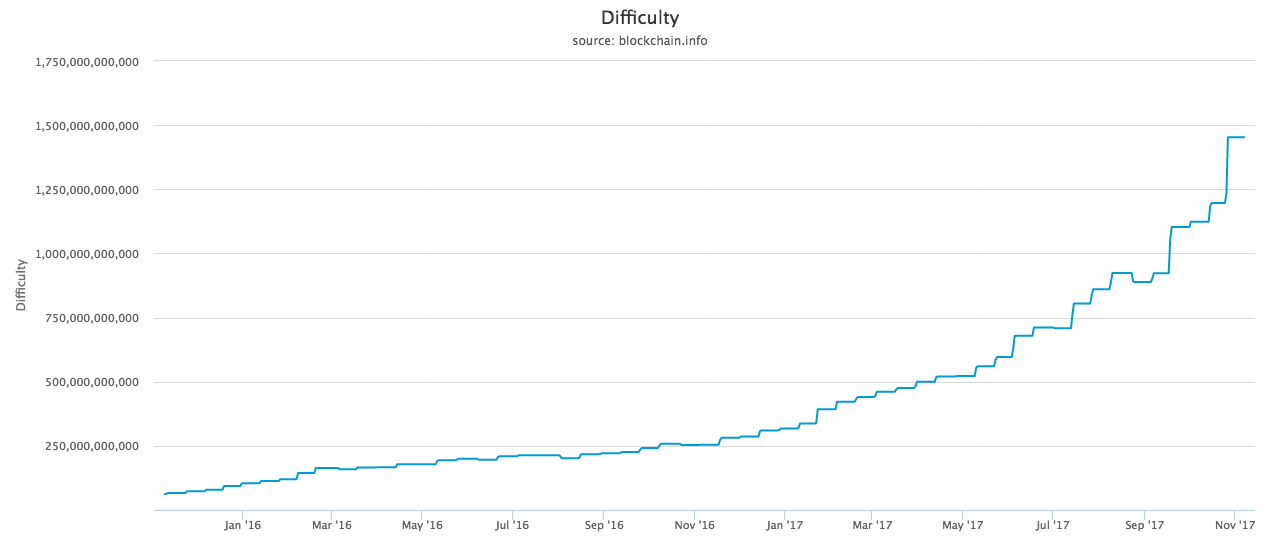 Difficulty
source: blockchain.info
1,750,000,000,000
1,500,000,000,000
1,250,000,000,000
1,000,000,000,000
750,000,000,000
500,000,000,000
250,000,000,000
Difficulty
Jan '16 Mar '16 May '16 Jul '16 Sep '16 Nov '16 Jan '17 Mar '17 May '17 Jul '17 Sep '17 Nov '17